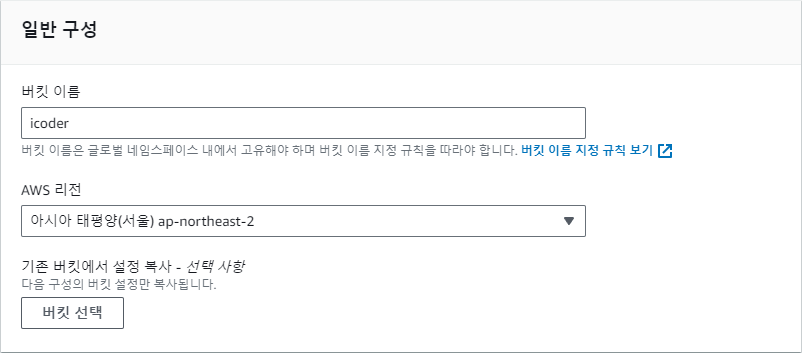 일반 구성
버킷 이름
icoder
버킷 이름은 글로벌 네임스페이스 내에서 고유해야 하며 버킷 이름 지정 규칙을 따라야 합니다. 버킷 이름 지정 규칙 보기
AWS 리전
아시아 태평양(서울) ap-northeast-2
기존 버킷에서 설정 복사 - 선택 사항
다음 구성의 버킷 설정만 복사됩니다.
버킷 선택